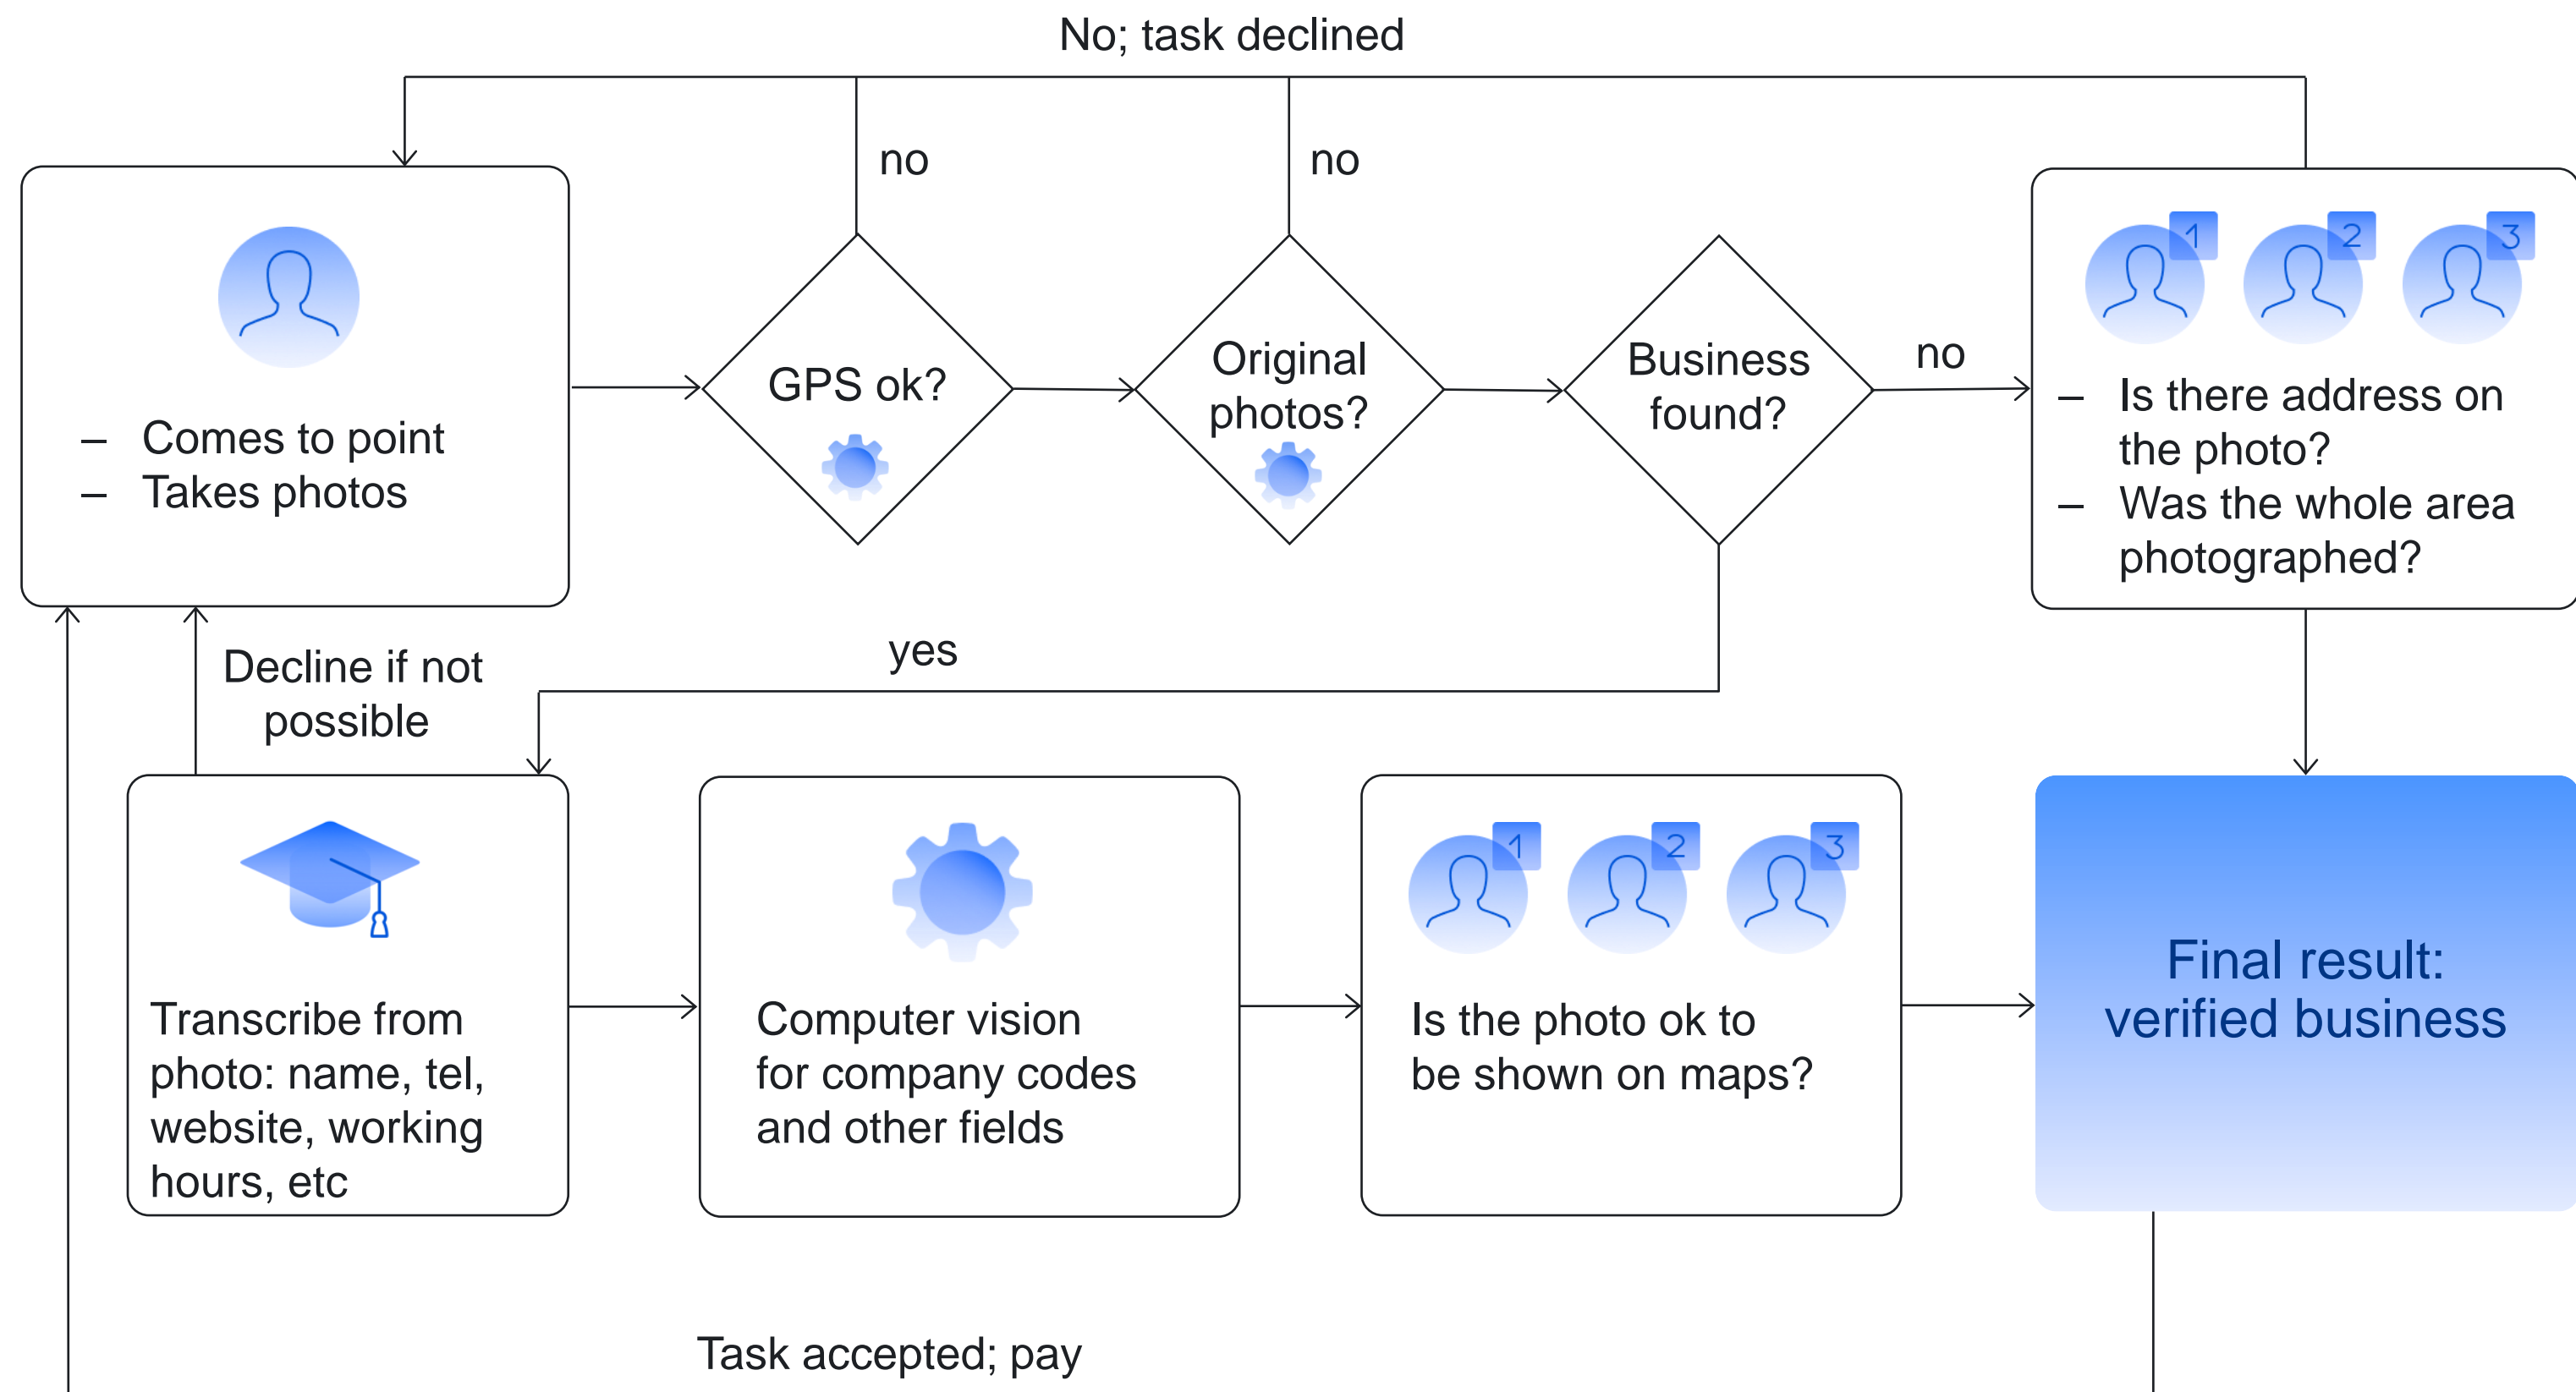 No; task declined
no
no
1
2
3
– Comes to point
– Takes photos
GPS ok?
Original
photos?
Business
found?
no
– Is there address on
the photo?
– Was the whole area
photographed?
Decline if not
possible
yes
Transcribe from
photo: name, tel,
website, working
hours, etc
Computer vision
for company codes
and other fields
1
2
3
Is the photo ok to
be shown on maps?
Final result:
verified business
Task accepted; pay